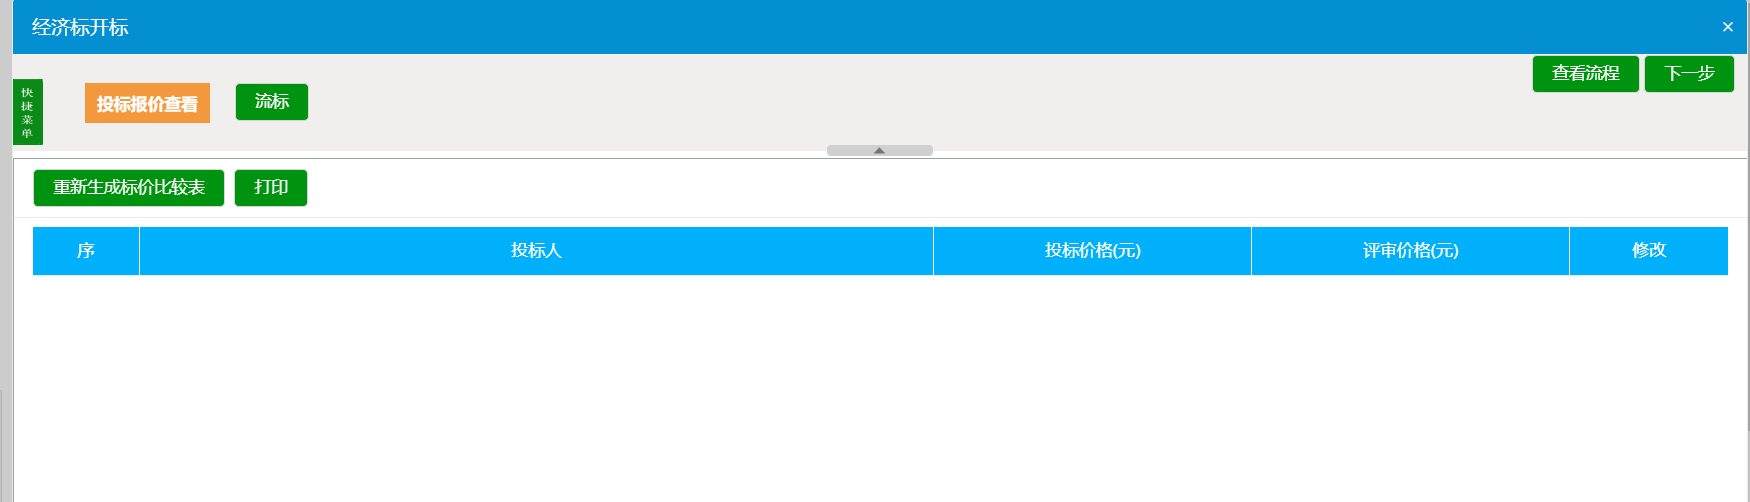 经济标开标
×
查看流程 下一步
快捷菜单
投标报价查看 流标
重新生成标价比较表 打印
序 投标人 投标价格(元) 评审价格(元) 修改